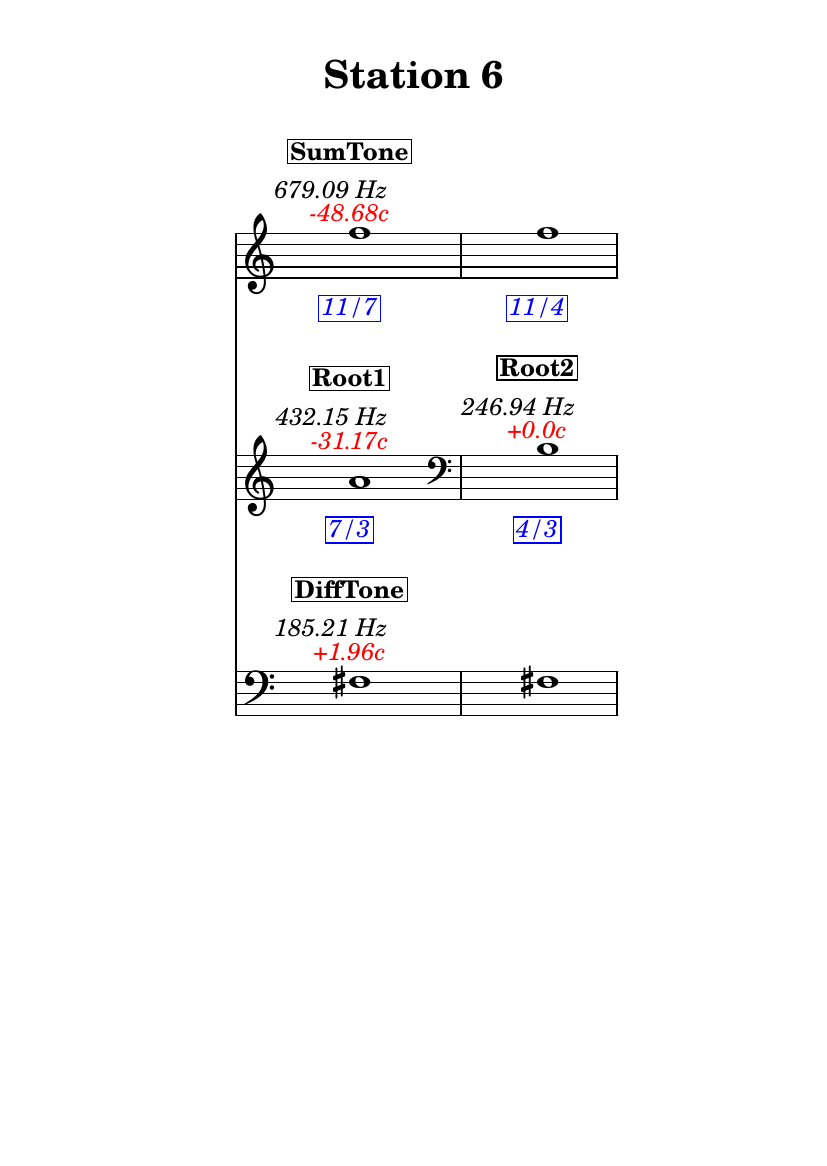 Station 6
SumTone
679.09 Hz
-48.68c
11/7 11/4
Root1 Root2
432.15 Hz 246.94 Hz
-31.17c +0.0c
7/3 4/3
DiffTone
185.21 Hz
+1.96c